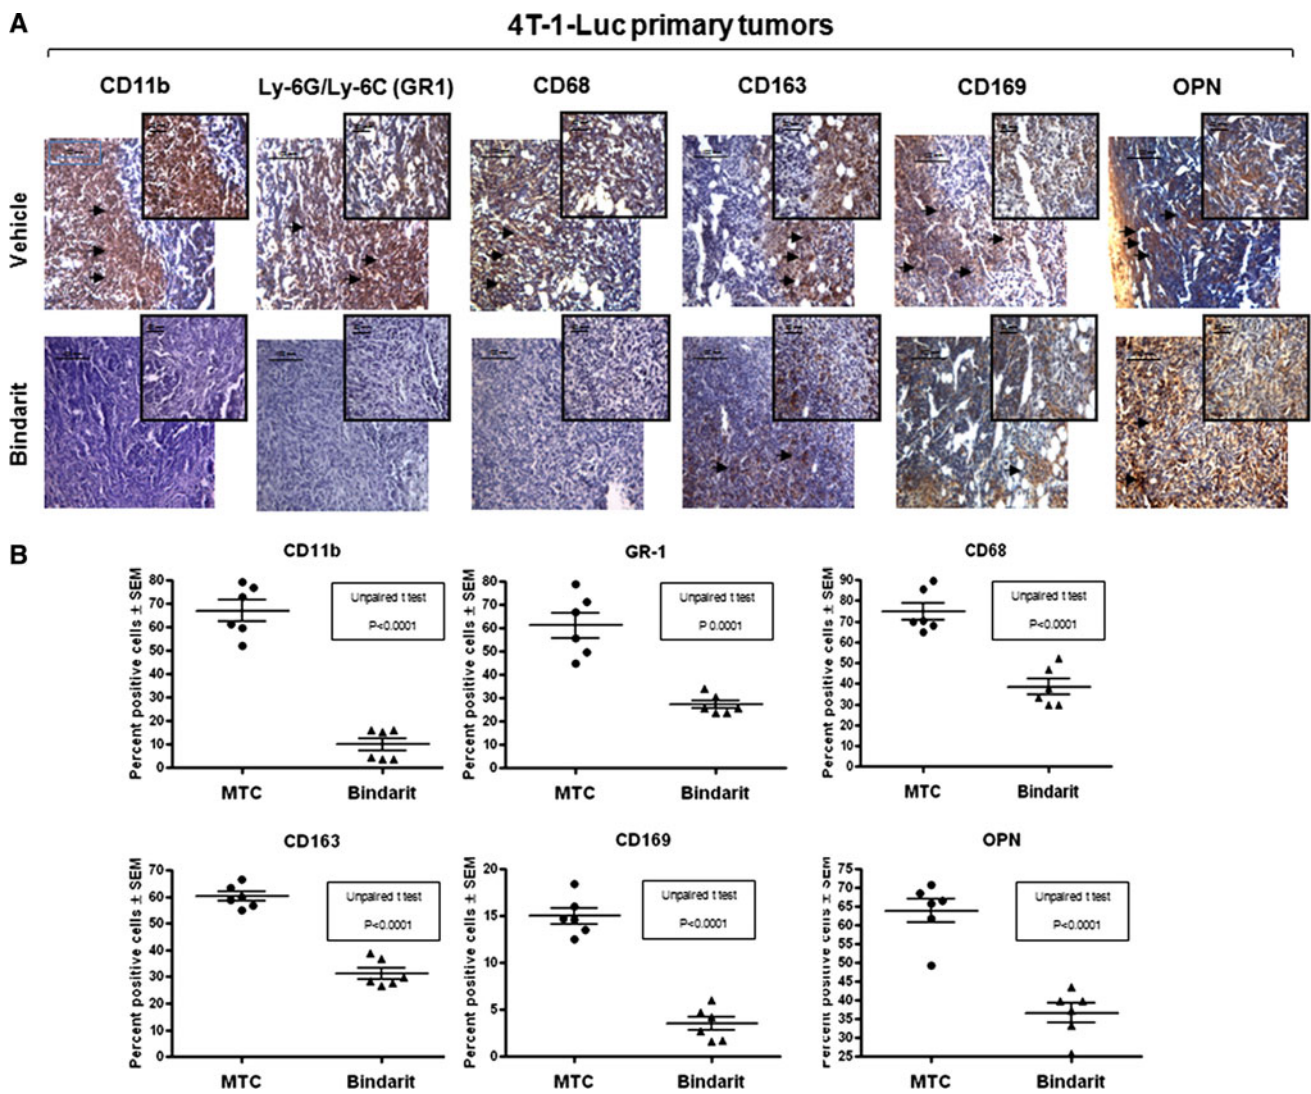 A
4T-1-Luc primary tumors
CD11b
Ly-6G/Ly-6C (GR1)
CD68
CD163
CD169
OPN
Vehicle
Bindarit
B
CD11b
Percent positive cells ± SEM
80
70
60
50
40
30
20
10
0
Unpaired t test
P<0.0001
MTC
Bindarit
GR-1
Percent positive cells ± SEM
80
70
60
50
40
30
20
10
0
Unpaired t test
P 0.0001
MTC
Bindarit
CD68
Percent positive cells ± SEM
90
80
70
60
50
40
30
20
10
0
Unpaired t test
P<0.0001
MTC
Bindarit
CD163
Percent positive cells ± SEM
70
60
50
40
30
20
10
0
Unpaired t test
P<0.0001
MTC
Bindarit
CD169
Percent positive cells ± SEM
20
15
10
5
0
Unpaired t test
P<0.0001
MTC
Bindarit
OPN
Percent positive cells ± SEM
75
70
65
60
55
50
45
40
35
30
25
Unpaired t test
P<0.0001
MTC
Bindarit